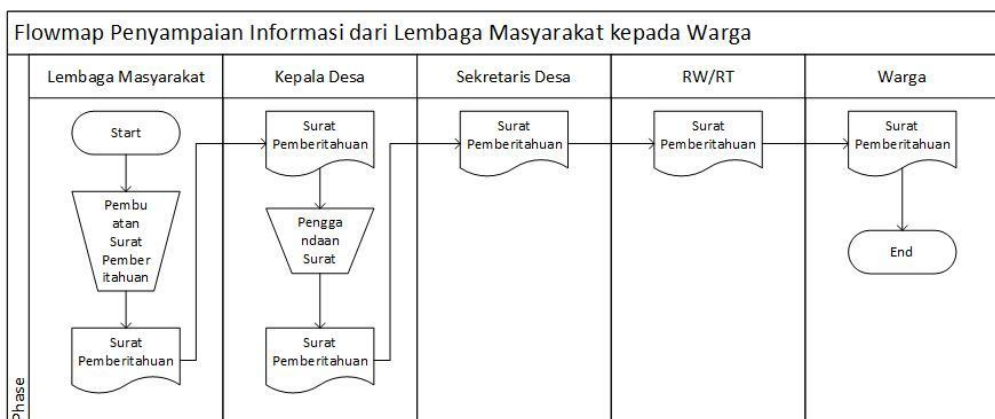 Flowmap Penyampaian Informasi dari Lembaga Masyarakat kepada Warga
Lembaga Masyarakat
Kepala Desa
Sekretaris Desa
RW/RT
Warga
Start
Pembu
atan
Surat
Pember
itahuan
Surat
Pemberitahuan
Surat
Pemberitahuan
Pengga
ndaan
Surat
Surat
Pemberitahuan
Surat
Pemberitahuan
Surat
Pemberitahuan
Surat
Pemberitahuan
End
Phase